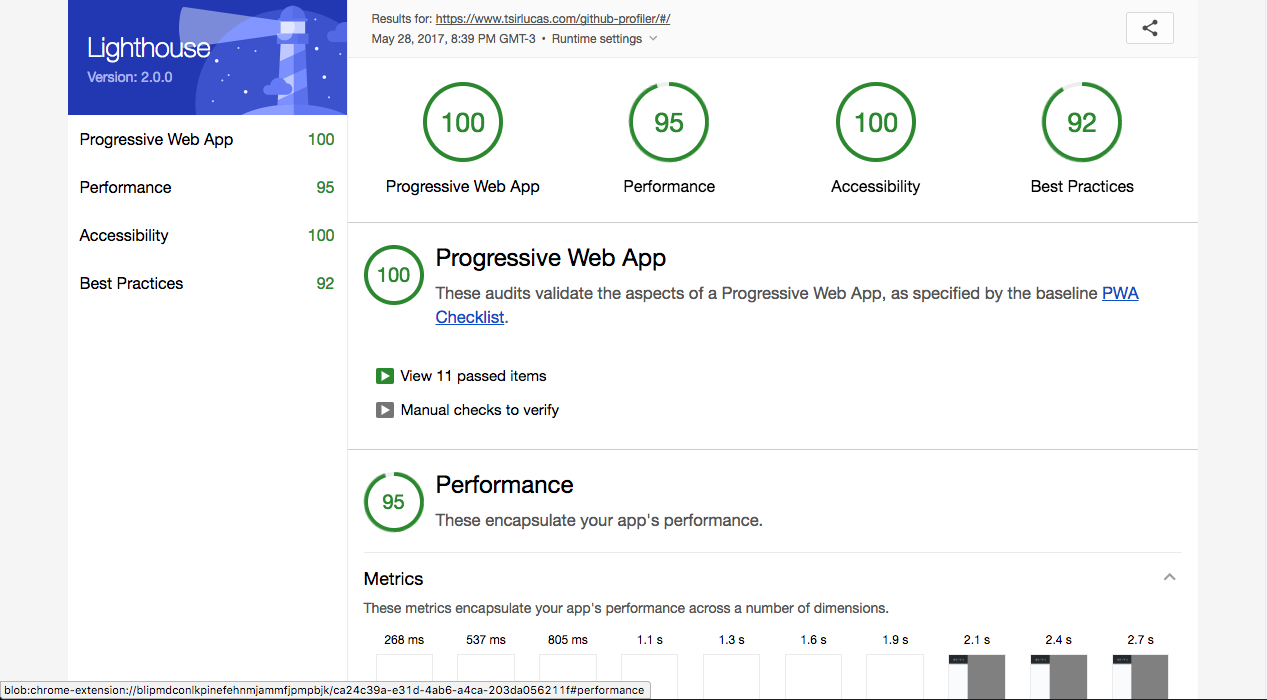 Lighthouse
Version: 2.0.0
Progressive Web App 100
Performance 95
Accessibility 100
Best Practices 92
Results for: https://www.tsirlucas.com/github-profiler/#/
May 28, 2017, 8:39 PM GMT-3 • Runtime settings
100 95 100 92
Progressive Web App Performance Accessibility Best Practices
100
Progressive Web App
These audits validate the aspects of a Progressive Web App, as specified by the baseline PWA
Checklist.
View 11 passed items
Manual checks to verify
95
Performance
These encapsulate your app's performance.
Metrics
These metrics encapsulate your app's performance across a number of dimensions.
268 ms 537 ms 805 ms 1.1 s 1.3 s 1.6 s 1.9 s 2.1 s 2.4 s 2.7 s
blob:chrome-extension://blipmdconlkpinefehnmjammfjpmpbjk/ca24c39a-e31d-4ab6-a4ca-203da056211f#performance